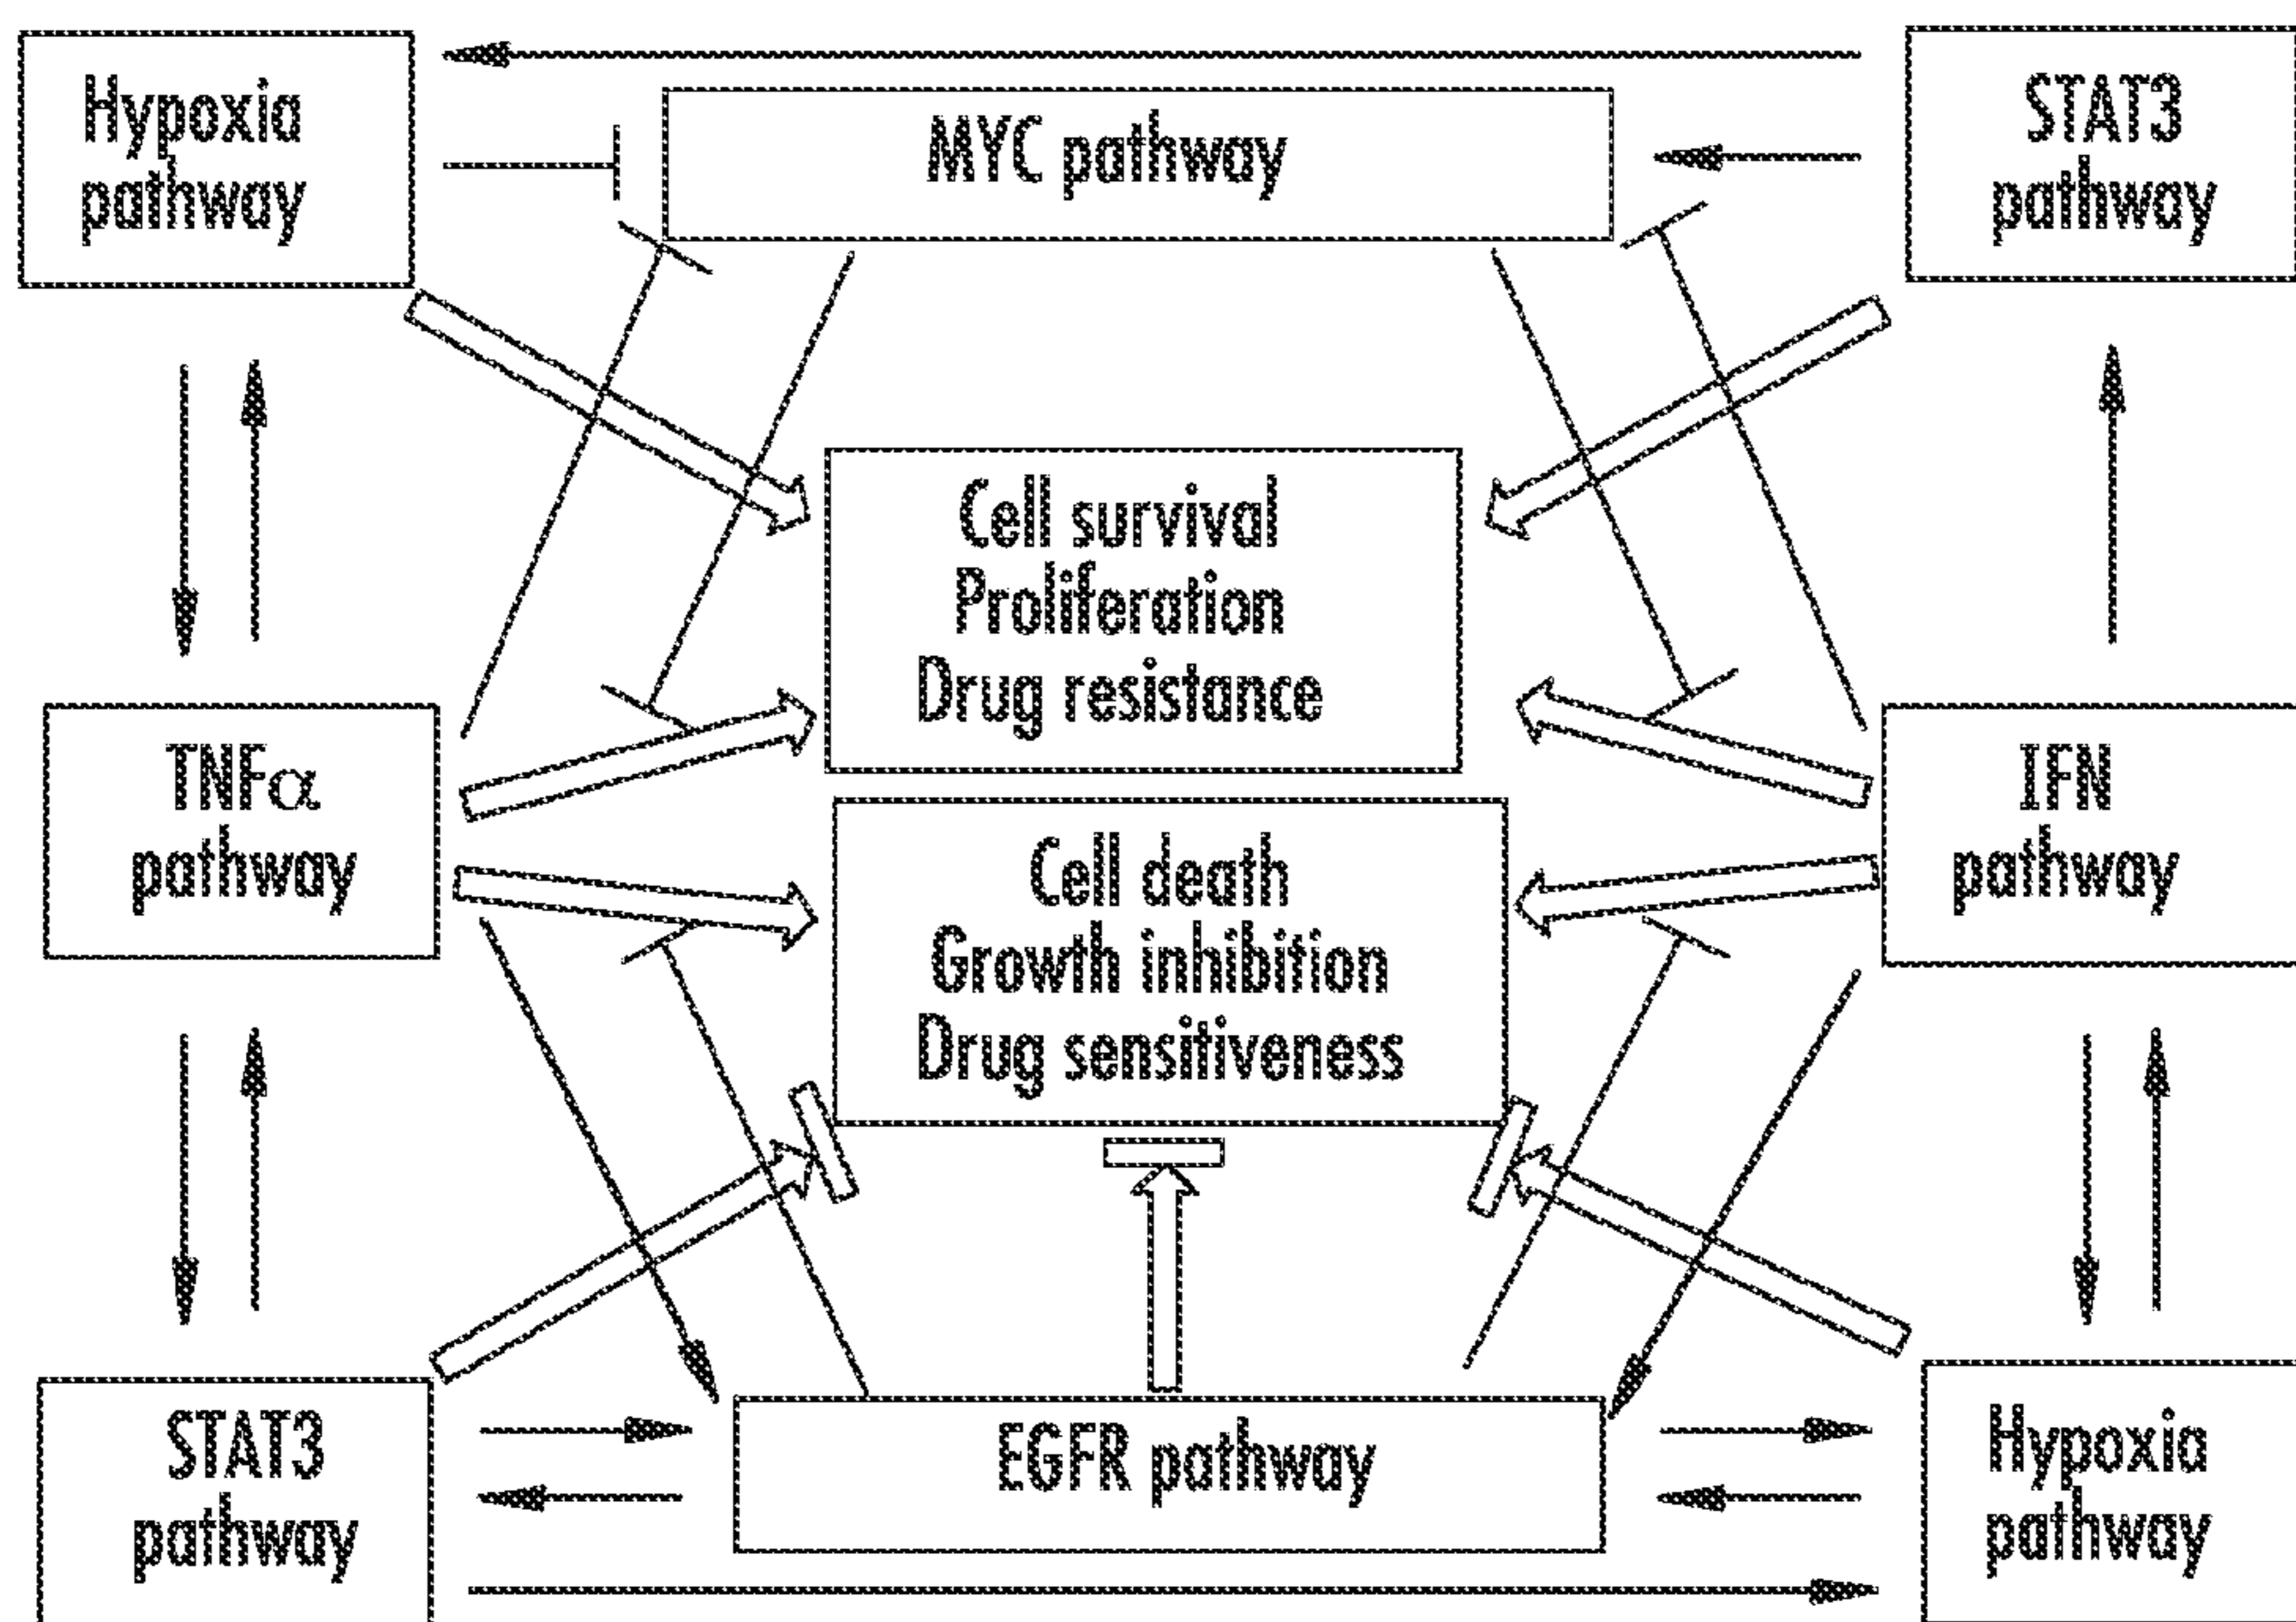 Hypoxia
pathway
MYC pathway
STAT3
pathway
Cell survival
Proliferation
Drug resistance
TNFα
pathway
IFN
pathway
Cell death
Growth inhibition
Drug sensitiveness
STAT3
pathway
EGFR pathway
Hypoxia
pathway